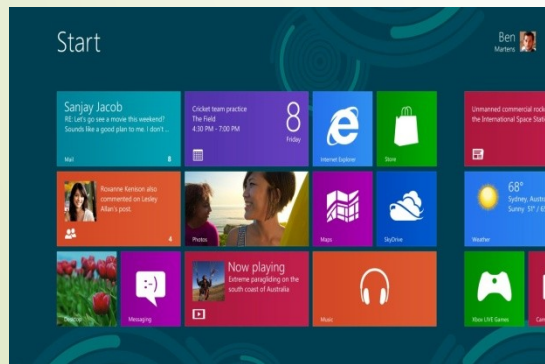 Start
Ben
Martens
Sanjay Jacob
RE: Let's go see a movie this weekend?
Sounds like a good plan to me. I don't...
Mail
8
Cricket team practice
The Field
4:30 PM - 7:00 PM
8
Friday
Internet Explorer
Store
Unmanned commercial rock
the International Space Stati
Roxanne Kenison also
commented on Lesley
Allan's post.
4
Photos
Maps
SkyDrive
68°
Sydney, Austra
Sunny 51° / 6
Weather
Desktop
:-)
Messaging
Now playing
Extreme paragliding on the
south coast of Australia
Music
Xbox LIVE Games
Cam